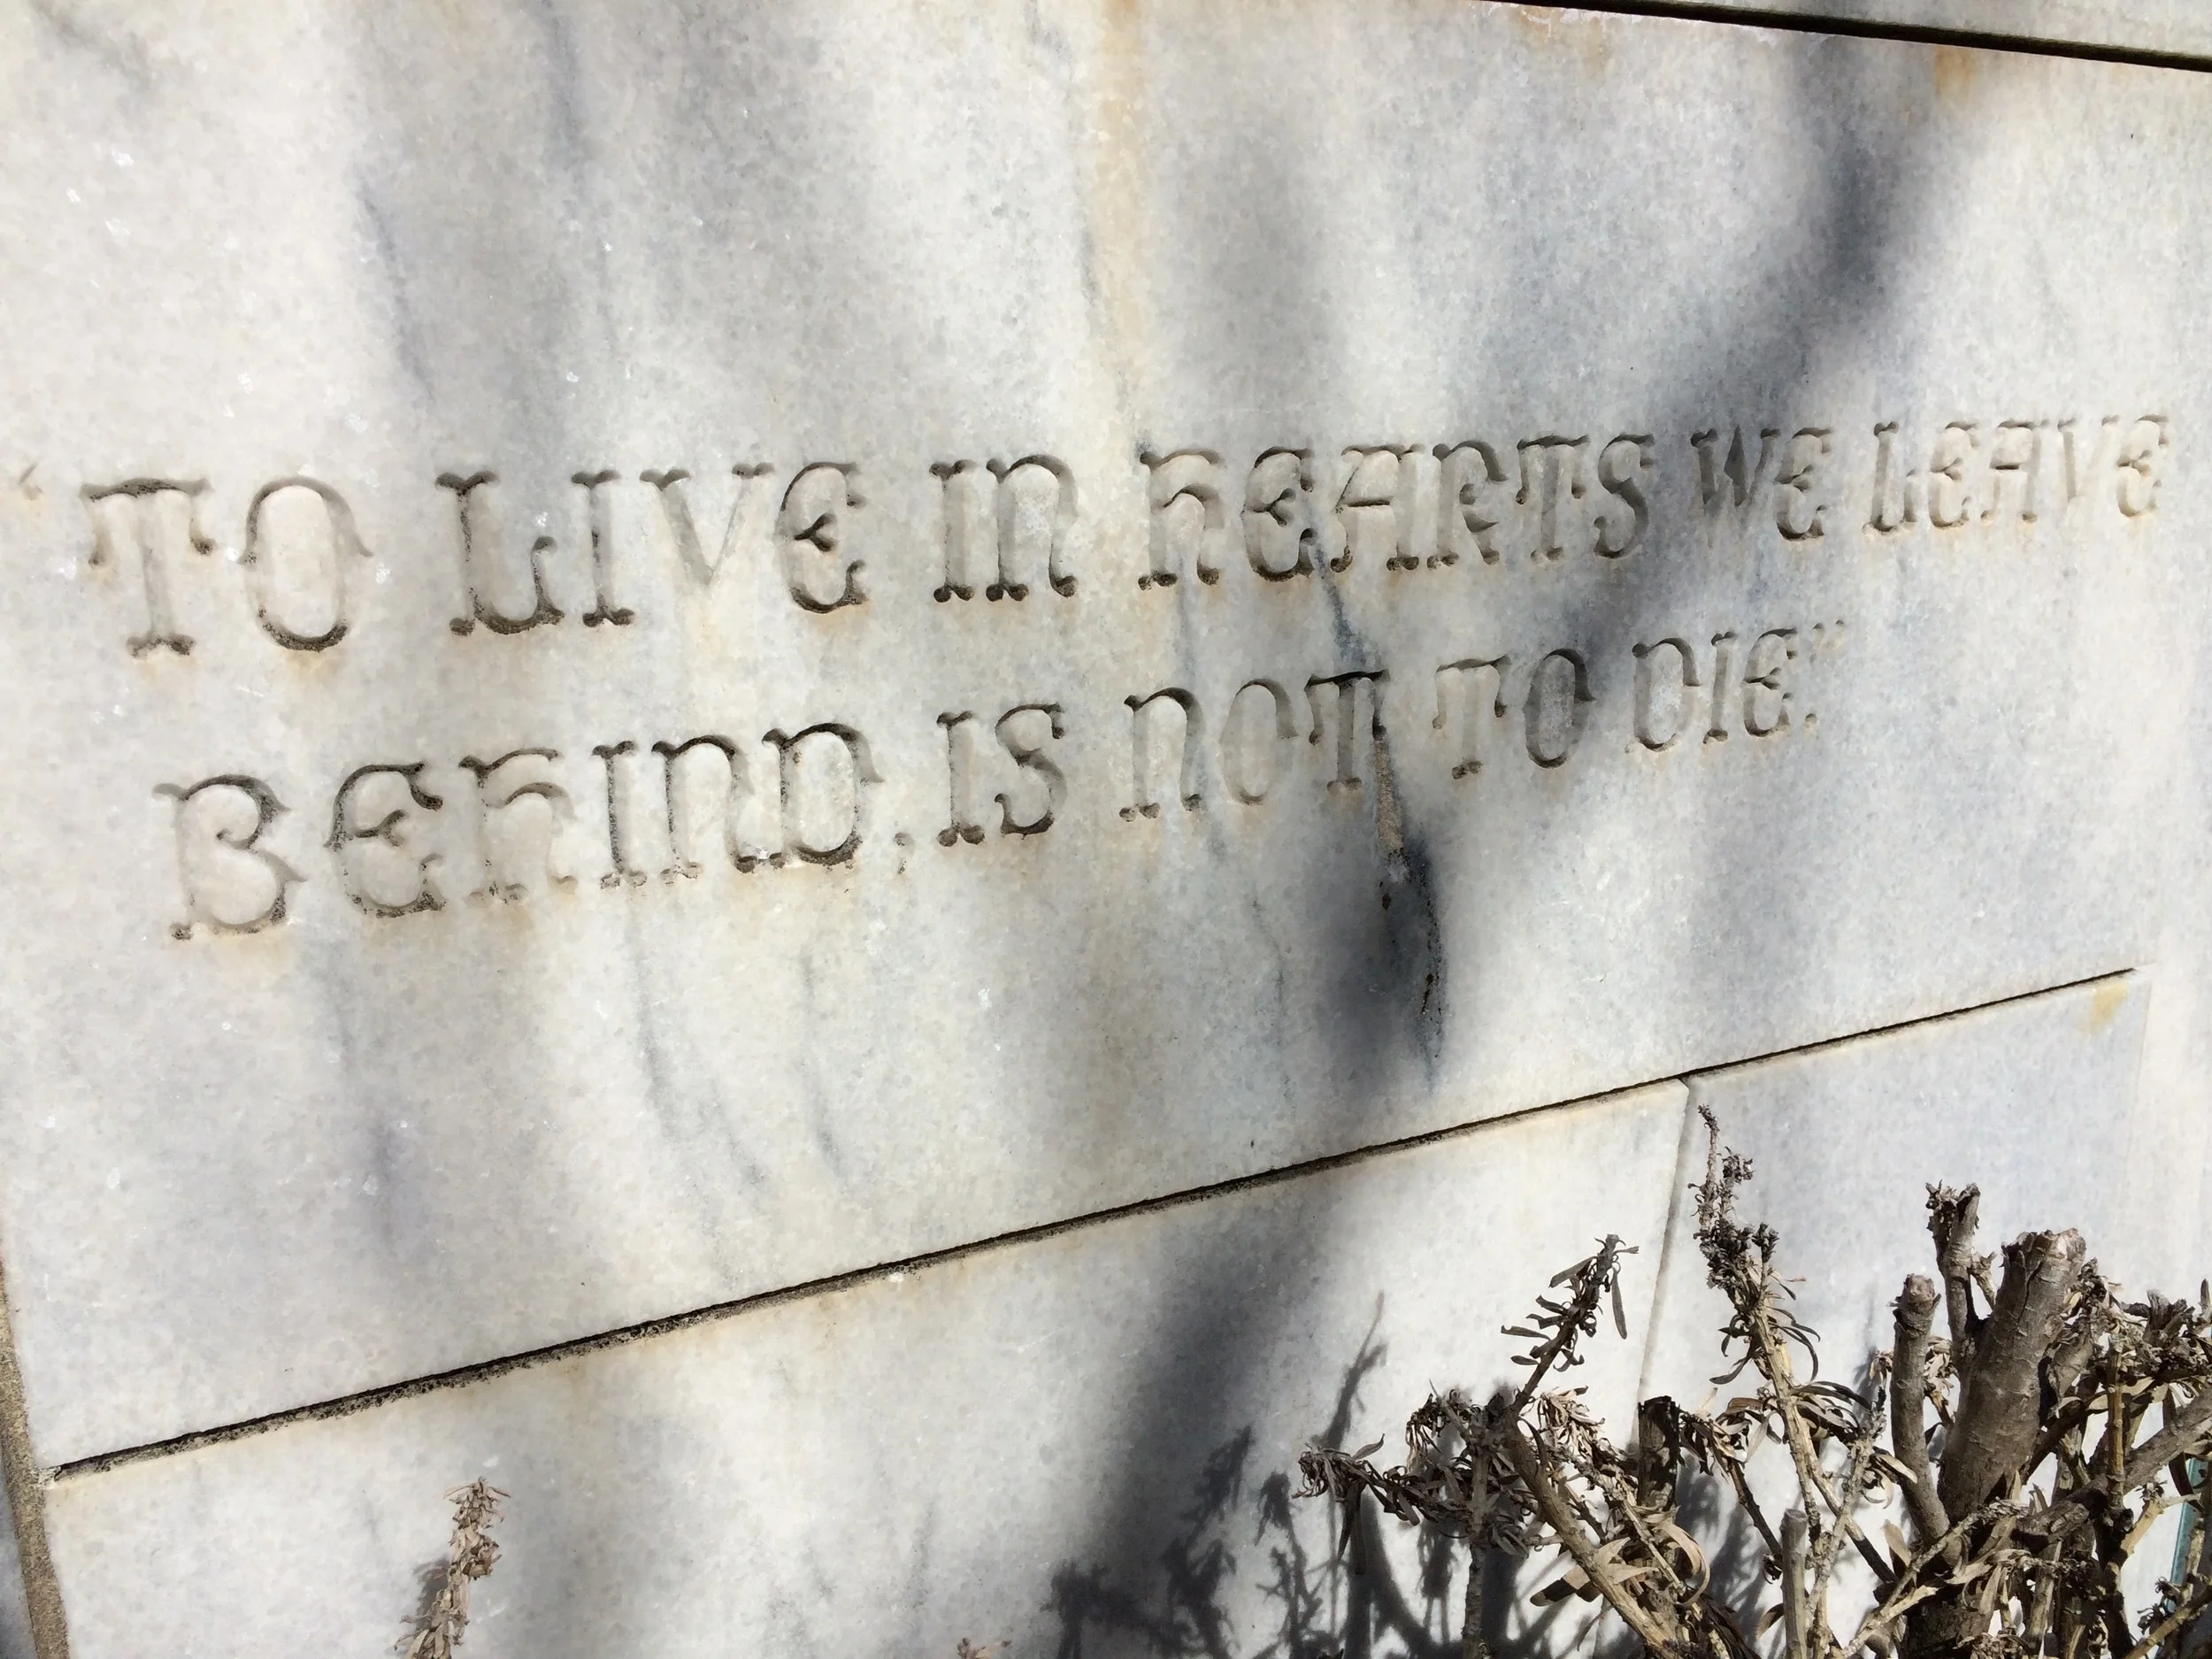 "TO LIVE IN HEARTS WE LEAVE
BEHIND, IS NOT TO DIE."